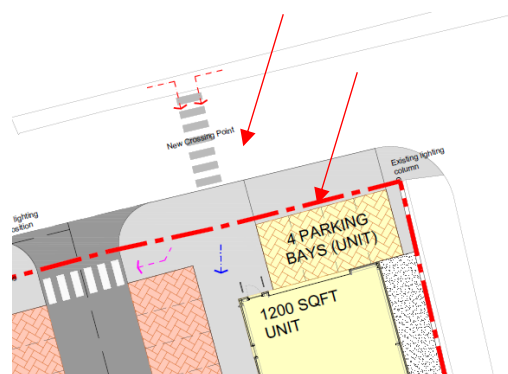 New Crossing Point
Existing lighting
column
lighting
osition
4 PARKING
BAYS (UNIT)
1200 SQFT
UNIT